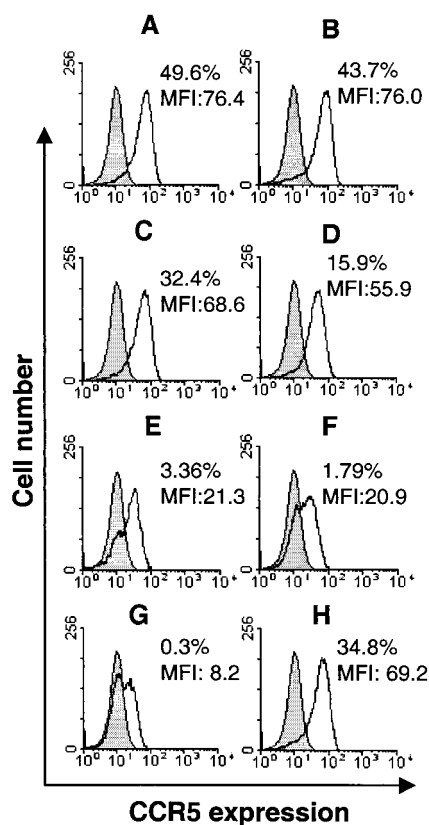 A
B
256
49.6%
MFI:76.4
0
10⁰ 10¹ 10² 10³ 10⁴
256
43.7%
MFI:76.0
0
10⁰ 10¹ 10² 10³ 10⁴
C
D
256
32.4%
MFI:68.6
0
10⁰ 10¹ 10² 10³ 10⁴
256
15.9%
MFI:55.9
0
10⁰ 10¹ 10² 10³ 10⁴
E
F
256
3.36%
MFI:21.3
0
10⁰ 10¹ 10² 10³ 10⁴
256
1.79%
MFI:20.9
0
10⁰ 10¹ 10² 10³ 10⁴
G
H
256
0.3%
MFI: 8.2
0
10⁰ 10¹ 10² 10³ 10⁴
256
34.8%
MFI: 69.2
0
10⁰ 10¹ 10² 10³ 10⁴
Cell number
CCR5 expression